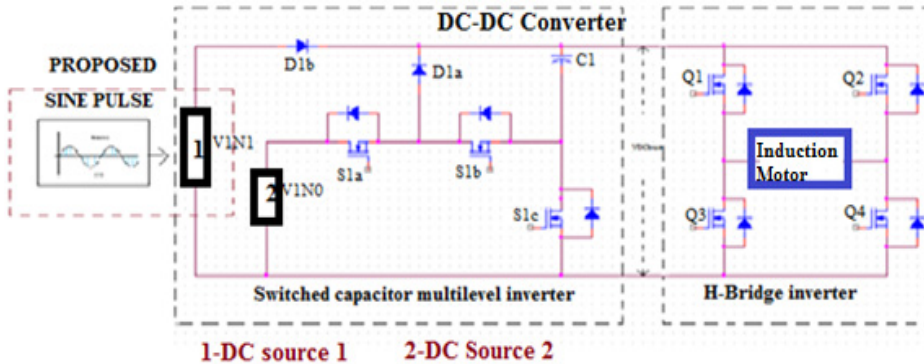 DC-DC Converter
PROPOSED
SINE PULSE
D1b
D1a
C1
Q1
Q2
1
V1N1
2
V1N0
S1a
S1b
S1c
Induction
Motor
Q3
Q4
Switched capacitor multilevel inverter
H-Bridge inverter
1-DC source 1
2-DC Source 2